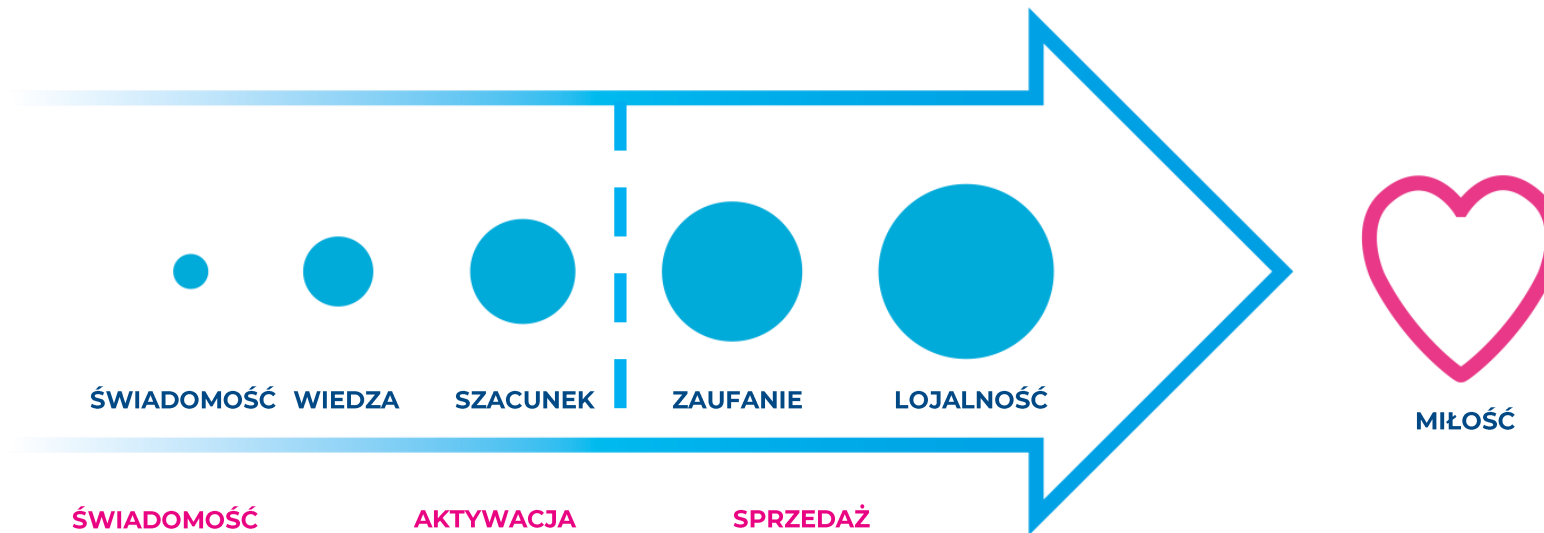 ŚWIADOMOŚĆ WIEDZA SZACUNEK ZAUFANIE LOJALNOŚĆ
MIŁOŚĆ
ŚWIADOMOŚĆ AKTYWACJA SPRZEDAŻ